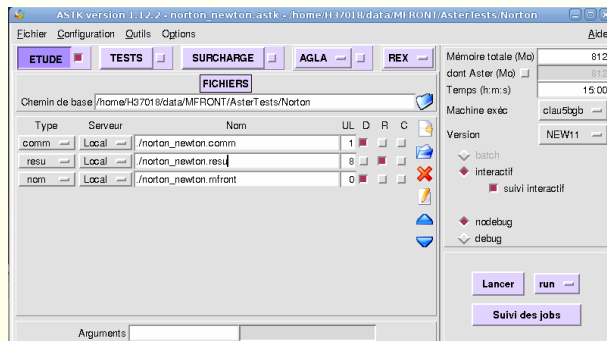 ASTK version 1.12.2 - norton_newton.astk - /home/H37018/data/MFRONT/AsterTests/Norton
Fichier Configuration Outils Options Aide
ETUDE TESTS SURCHARGE AGLA REX
FICHIERS
Chemin de base /home/H37018/data/MFRONT/AsterTests/Norton
Type Serveur Nom UL D R C
comm Local ./norton_newton.comm 1
resu Local ./norton_newton.resu 8
nom Local ./norton_newton.mfront 0
Arguments
Mémoire totale (Mo) 812
dont Aster (Mo) 812
Temps (h:m:s) 15:00
Machine exéc clau5bgb
Version NEW11
batch
interactif
suivi interactif
nodebug
debug
Lancer run
Suivi des jobs